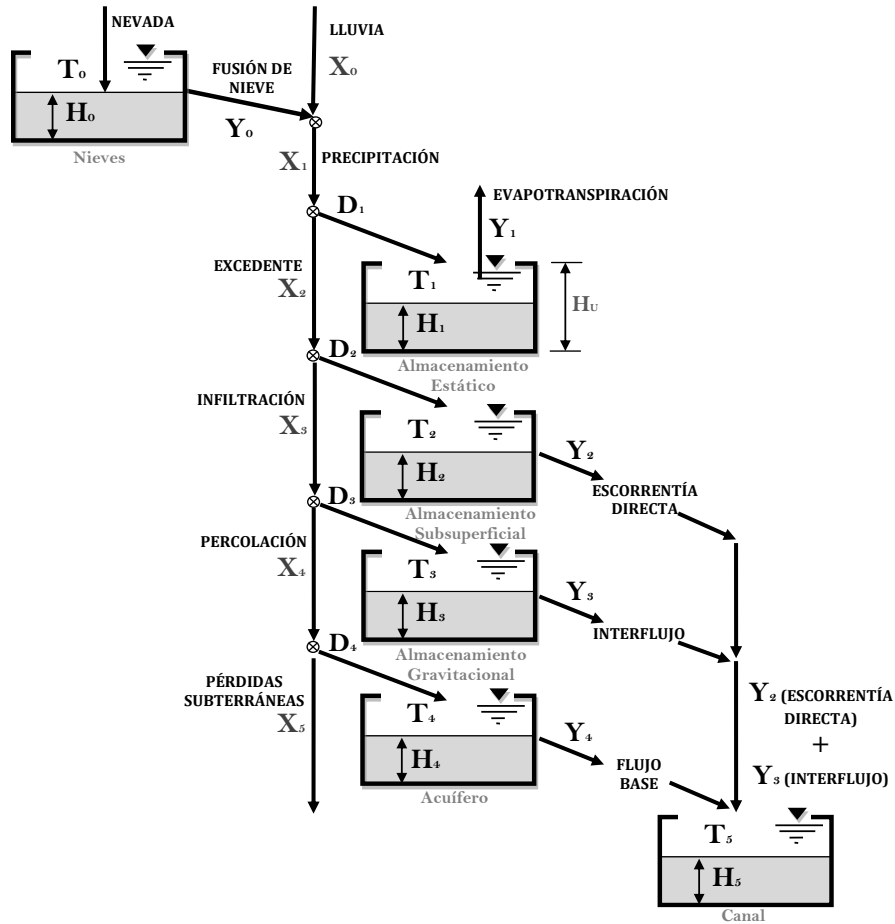 NEVADA
LLUVIA
T₀
FUSIÓN DE
NIEVE
X₀
H₀
Y₀
Nieves
X₁
PRECIPITACIÓN
D₁
EVAPOTRANSPIRACIÓN
Y₁
EXCEDENTE
X₂
T₁
H₁
Hᵤ
D₂
Almacenamiento
Estático
INFILTRACIÓN
X₃
T₂
H₂
Y₂
ESCORRENTÍA
DIRECTA
D₃
Almacenamiento
Subsuperficial
PERCOLACIÓN
X₄
T₃
H₃
Y₃
INTERFLUJO
D₄
Almacenamiento
Gravitacional
PÉRDIDAS
SUBTERRÁNEAS
X₅
T₄
H₄
Y₄
FLUJO
BASE
Acuífero
Y₂ (ESCORRENTÍA
DIRECTA)
+
Y₃ (INTERFLUJO)
T₅
H₅
Canal